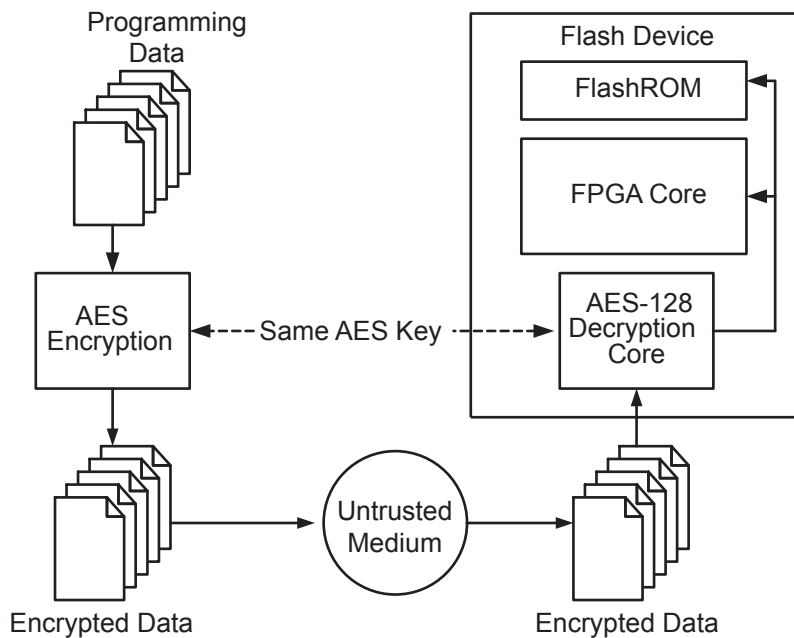 Programming
Data
Flash Device
FlashROM
FPGA Core
AES
Encryption
Same AES Key
AES-128
Decryption
Core
Untrusted
Medium
Encrypted Data
Encrypted Data